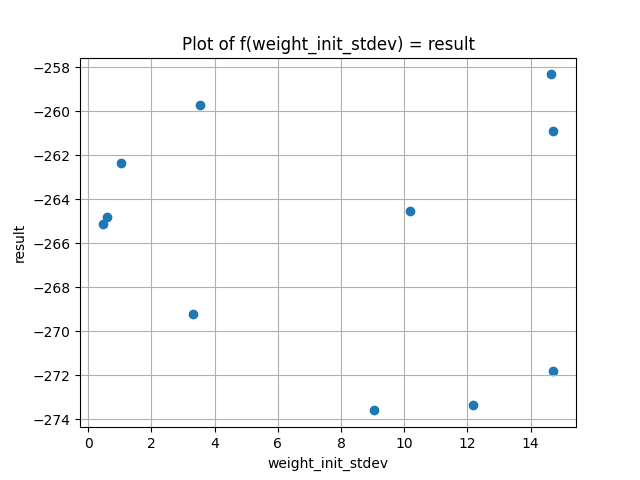 Plot of f(weight_init_stdev) = result
−258
−260
−262
−264
−266
−268
−270
−272
−274
result
0 2 4 6 8 10 12 14
weight_init_stdev